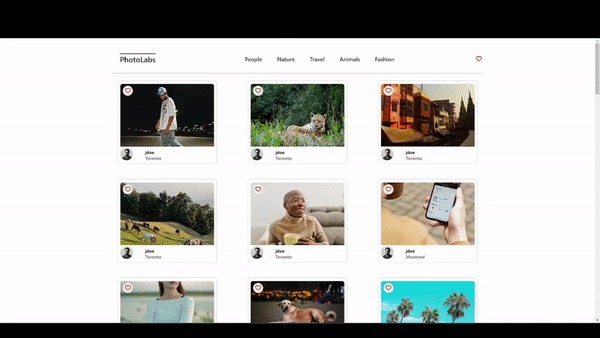 PhotoLabs
People Nature Travel Animals Fashion
jdoe
Toronto
jdoe
Toronto
jdoe
Toronto
jdoe
Toronto
jdoe
Toronto
jdoe
Montreal